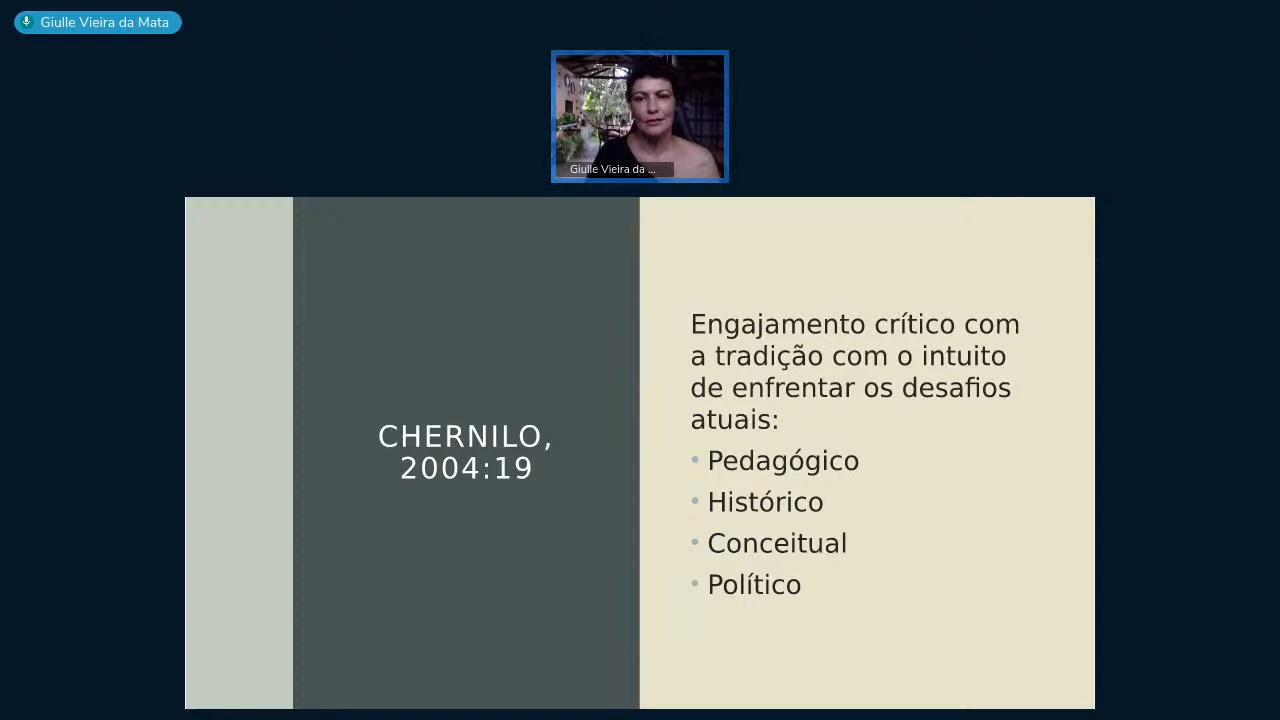 Giulle Vieira da Mata
Giulle Vieira da ...
CHERNILO,
2004:19
Engajamento crítico com
a tradição com o intuito
de enfrentar os desafios
atuais:
• Pedagógico
• Histórico
• Conceitual
• Político